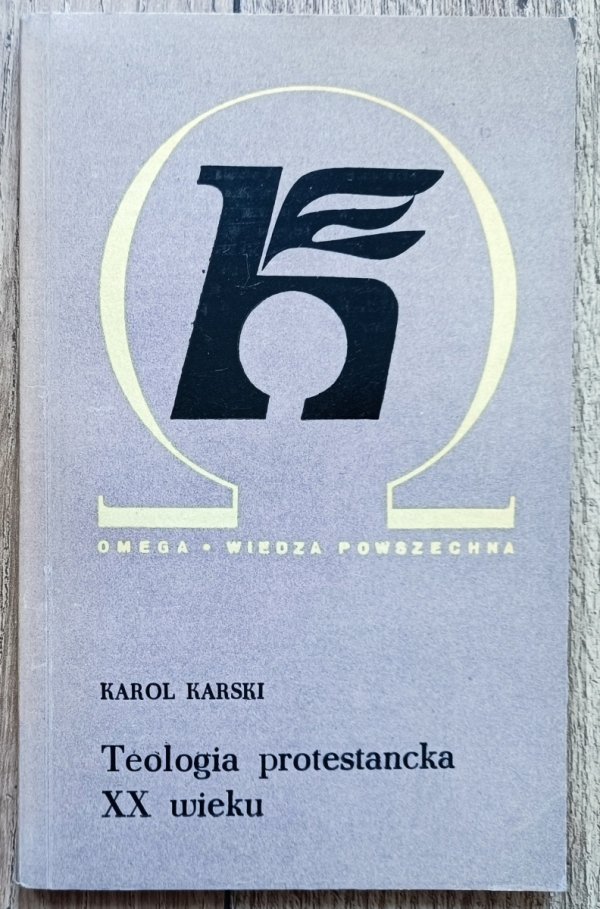 OMEGA • WIEDZA POWSZECHNA
KAROL KARSKI
Teologia protestancka
XX wieku